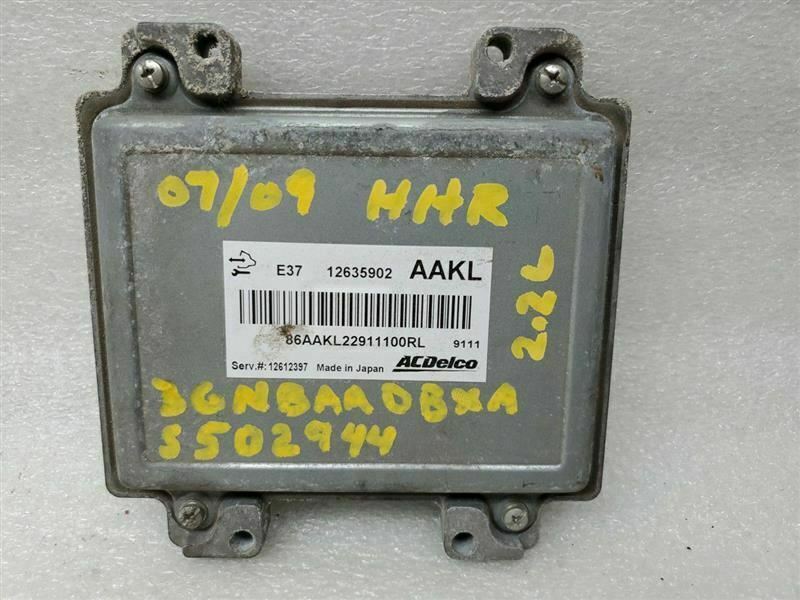 07/09 HHR
E37 12635902 AAKL
86AAKL22911100RL 9111
Serv.#: 12612397 Made in Japan ACDelco
2.2L
3GNBAADBXA
S502944